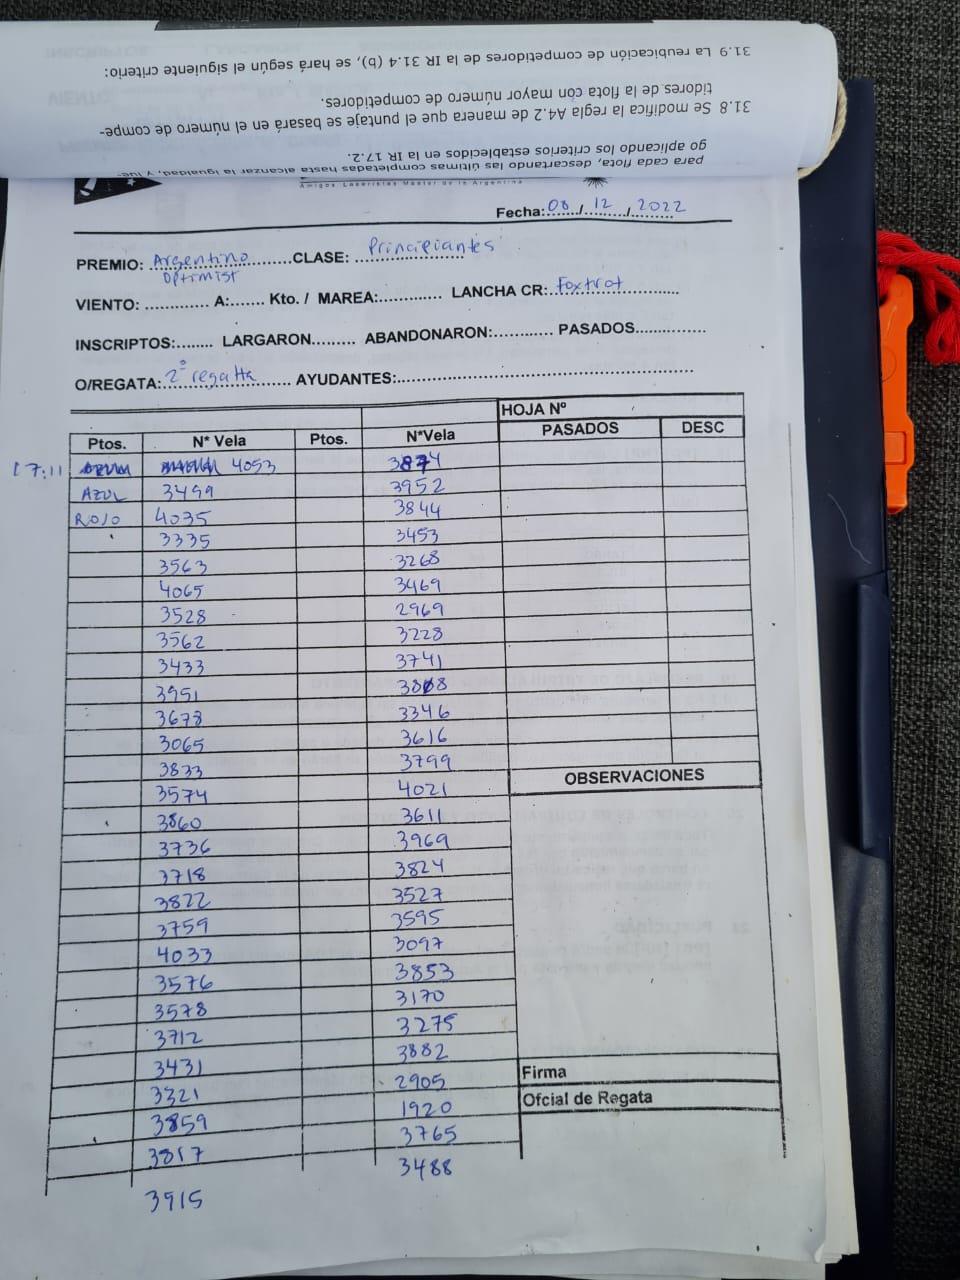 31.9 La reubicación de competidores de la IR 31.4 (b), se hará según el siguiente criterio:
31.8 Se modifica la regla A4.2 de manera que el puntaje se basará en el número de compe-
tidores de la flota con mayor número de competidores.
para cada flota, descartando las últimas completadas hasta alcanzar la igualdad, y lue-
go aplicando los criterios establecidos en la IR 17.2.
Amigos Laseristas Master de la Argentina
Fecha: 08 / 12 / 2022
PREMIO: Argentino Optimist CLASE: Principiantes
VIENTO: ............ A:....... Kto. / MAREA:............. LANCHA CR: Foxtrot
INSCRIPTOS:........ LARGARON......... ABANDONARON:............ PASADOS...............
O/REGATA: 2° regatta AYUDANTES:
HOJA Nº
Ptos. N* Vela Ptos. N*Vela PASADOS DESC
17:11 4053 3874
AZUL 3499 3952
ROJO 4035 3844
3335 3453
3563 3268
4065 3469
3528 2969
3562 3228
3433 3741
3951 3808
3678 3346
3065 3616
3833 3799
OBSERVACIONES
3574 4021
3860 3611
3736 3969
3718 3824
3822 3527
3759 3595
4033 3097
3576 3853
3578 3170
3712 3275
3431 3882
Firma
3321 2905
Ofcial de Regata
3859 1920
3817 3765
3915 3488